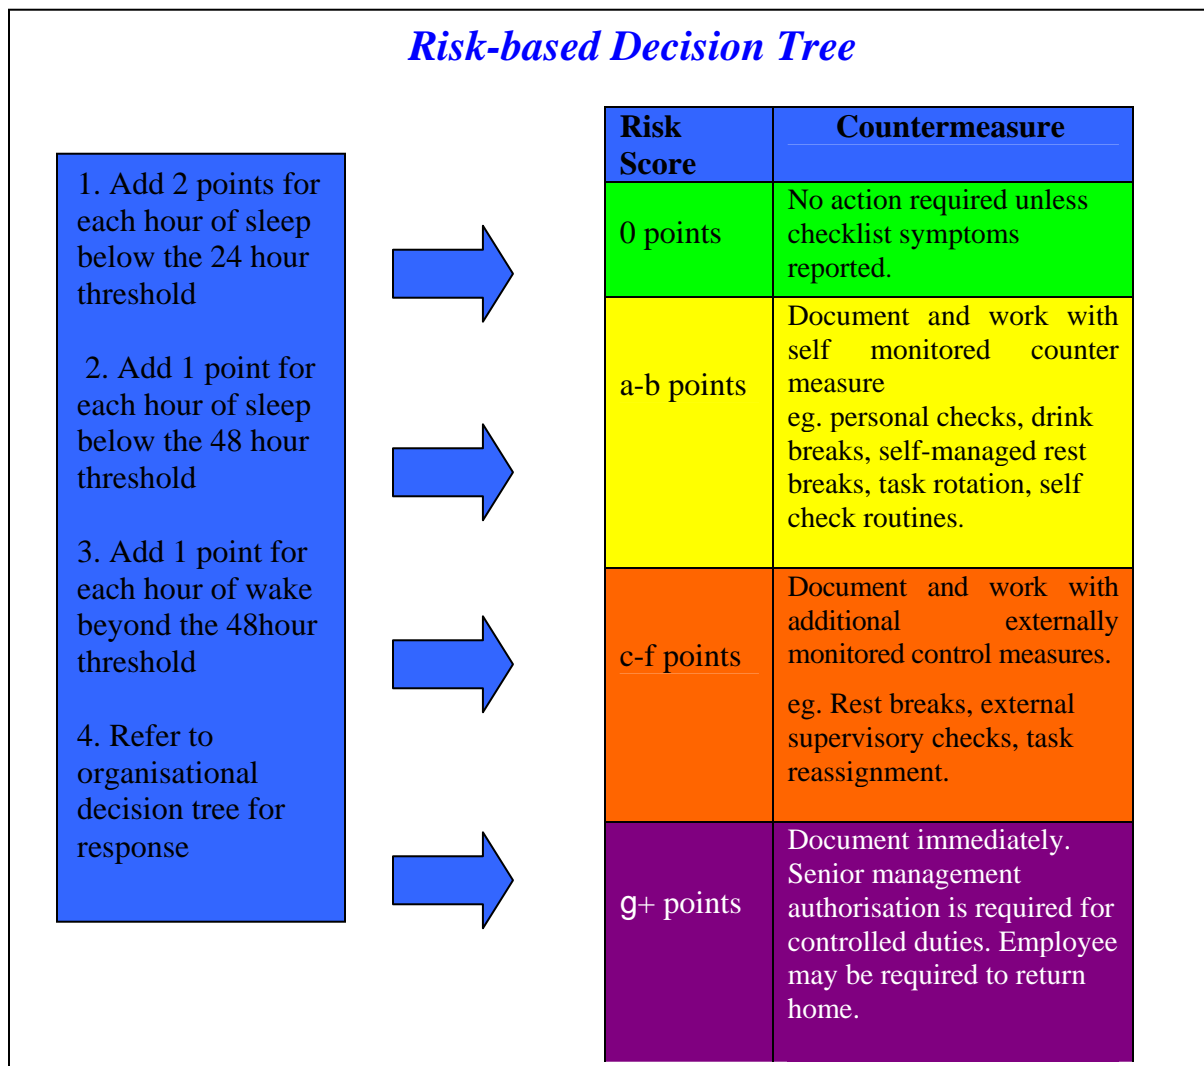 Risk-based Decision Tree
1. Add 2 points for
each hour of sleep
below the 24 hour
threshold
2. Add 1 point for
each hour of sleep
below the 48 hour
threshold
3. Add 1 point for
each hour of wake
beyond the 48hour
threshold
4. Refer to
organisational
decision tree for
response
Risk
Score
Countermeasure
0 points
No action required unless
checklist symptoms
reported.
a-b points
Document and work with
self monitored counter
measure
eg. personal checks, drink
breaks, self-managed rest
breaks, task rotation, self
check routines.
c-f points
Document and work with
additional externally
monitored control measures.
eg. Rest breaks, external
supervisory checks, task
reassignment.
g+ points
Document immediately.
Senior management
authorisation is required for
controlled duties. Employee
may be required to return
home.